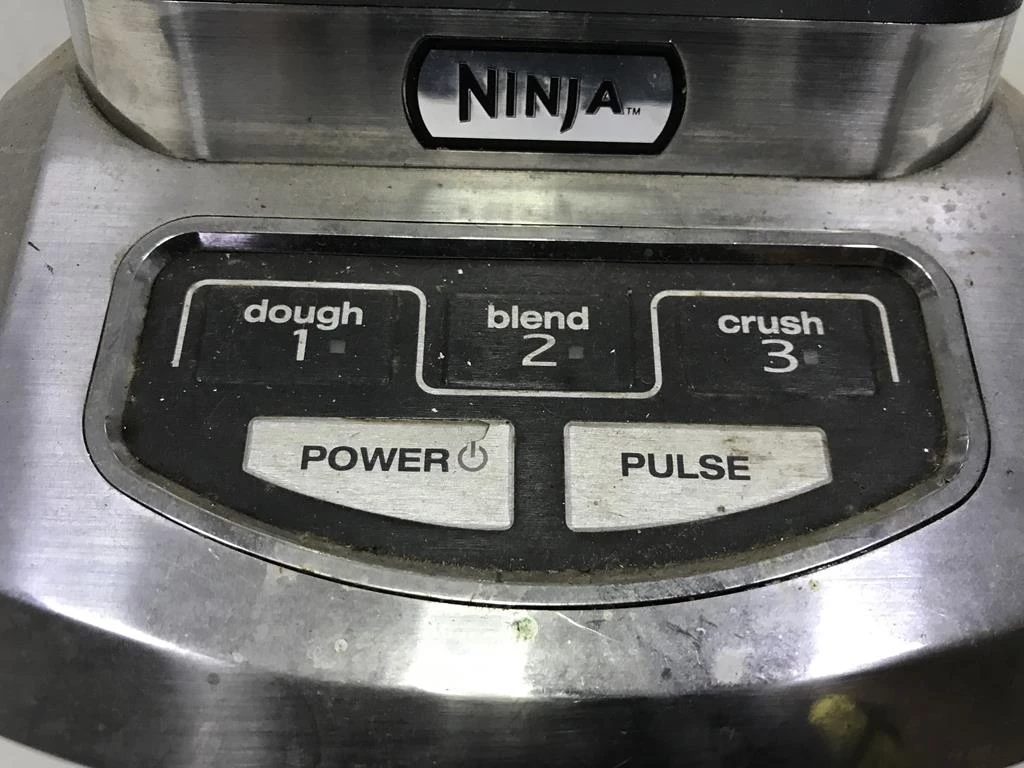 NINJA™
dough blend crush
1 2 3
POWER PULSE